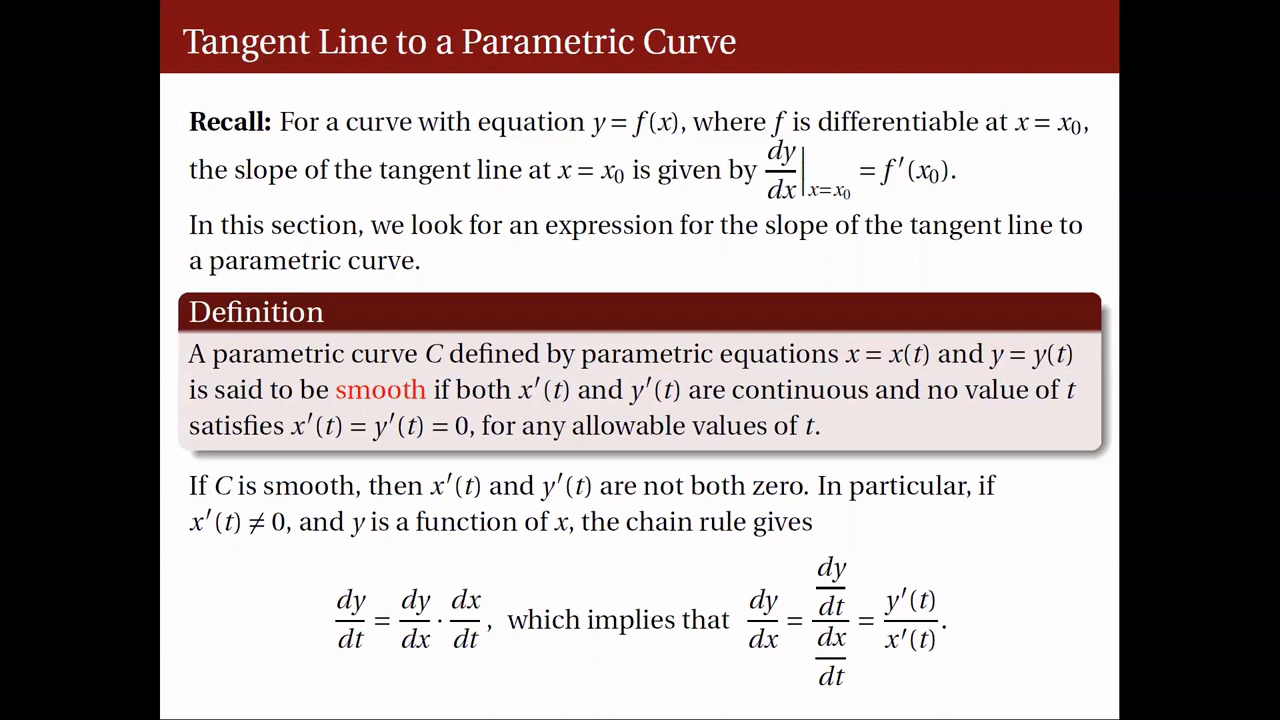 Tangent Line to a Parametric Curve
Recall: For a curve with equation y = f(x), where f is differentiable at x = x₀,
the slope of the tangent line at x = x₀ is given by dy/dx|ₓ₌ₓ₀ = f′(x₀).
In this section, we look for an expression for the slope of the tangent line to
a parametric curve.
Definition
A parametric curve C defined by parametric equations x = x(t) and y = y(t)
is said to be smooth if both x′(t) and y′(t) are continuous and no value of t
satisfies x′(t) = y′(t) = 0, for any allowable values of t.
If C is smooth, then x′(t) and y′(t) are not both zero. In particular, if
x′(t) ≠ 0, and y is a function of x, the chain rule gives
dy/dt = dy/dx · dx/dt, which implies that dy/dx = (dy/dt)/(dx/dt) = y′(t)/x′(t).